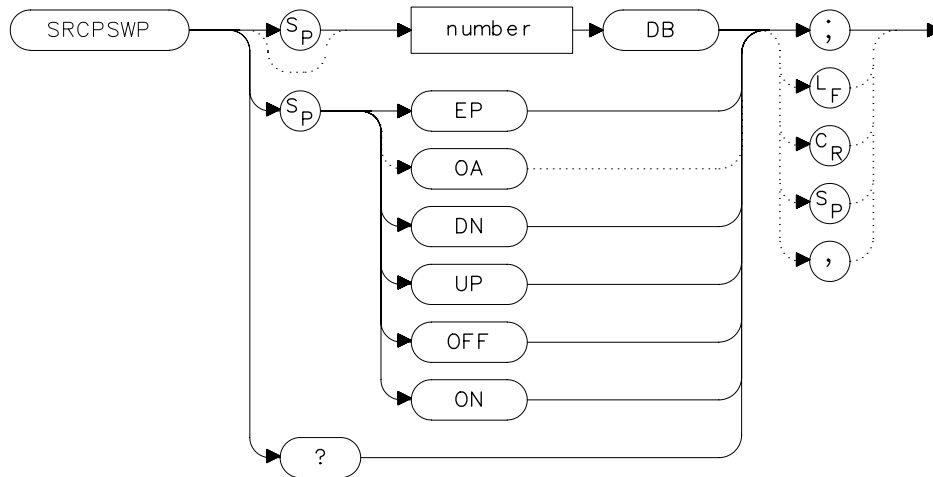 SRCPSWP SP number DB ;
SP EP LF
OA CR
DN SP
UP ,
OFF
ON
?